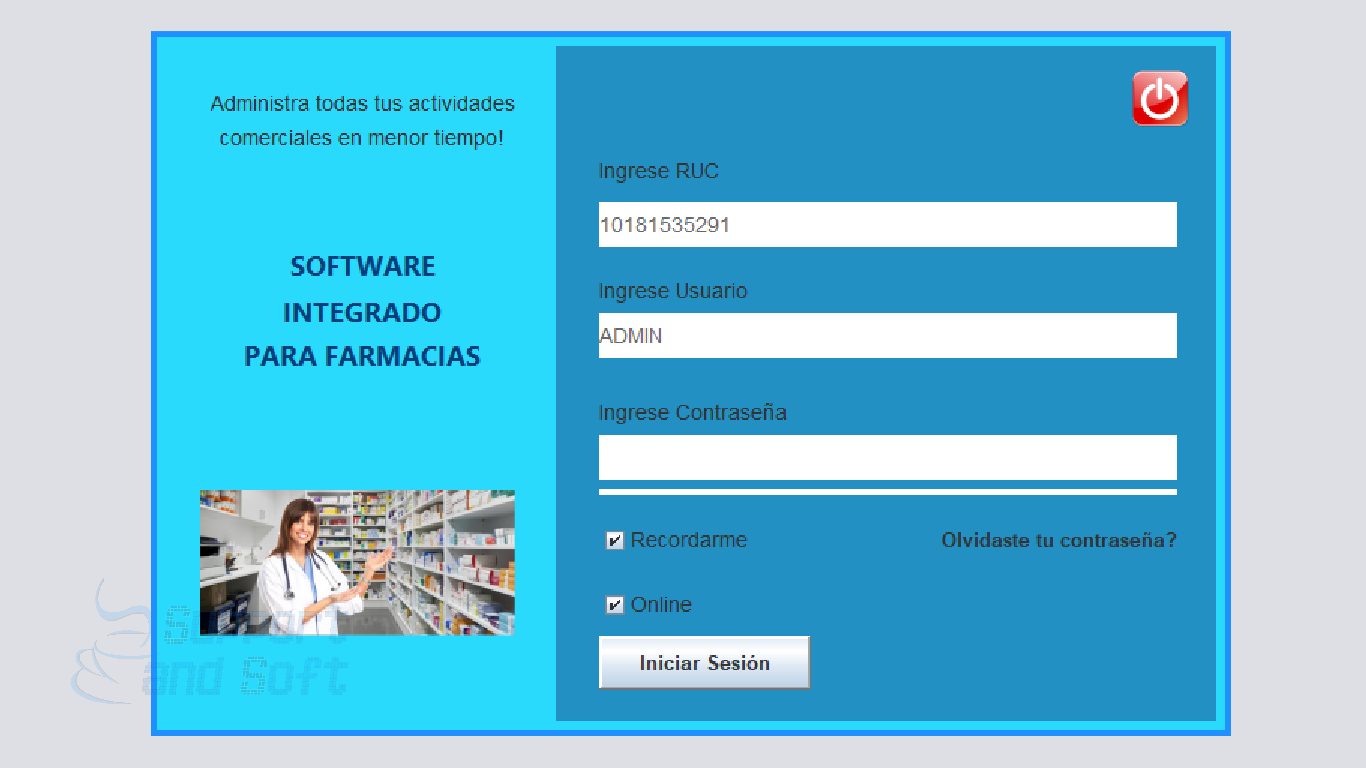 Administra todas tus actividades
comerciales en menor tiempo!
SOFTWARE
INTEGRADO
PARA FARMACIAS
Ingrese RUC
10181535291
Ingrese Usuario
ADMIN
Ingrese Contraseña
Recordarme
Olvidaste tu contraseña?
Online
Iniciar Sesión
and Soft